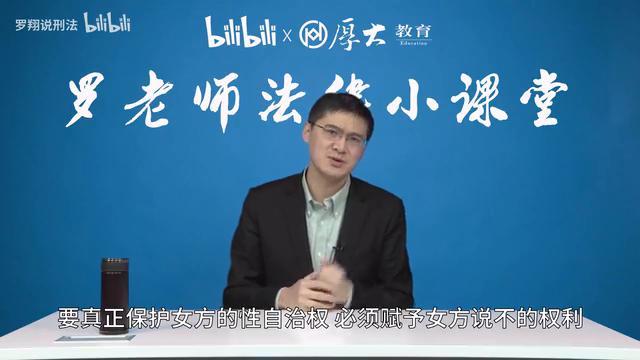 罗翔说刑法 bilibili
bilibili x 厚大 教育
Education
罗老师法律小课堂
要真正保护女方的性自治权 必须赋予女方说不的权利